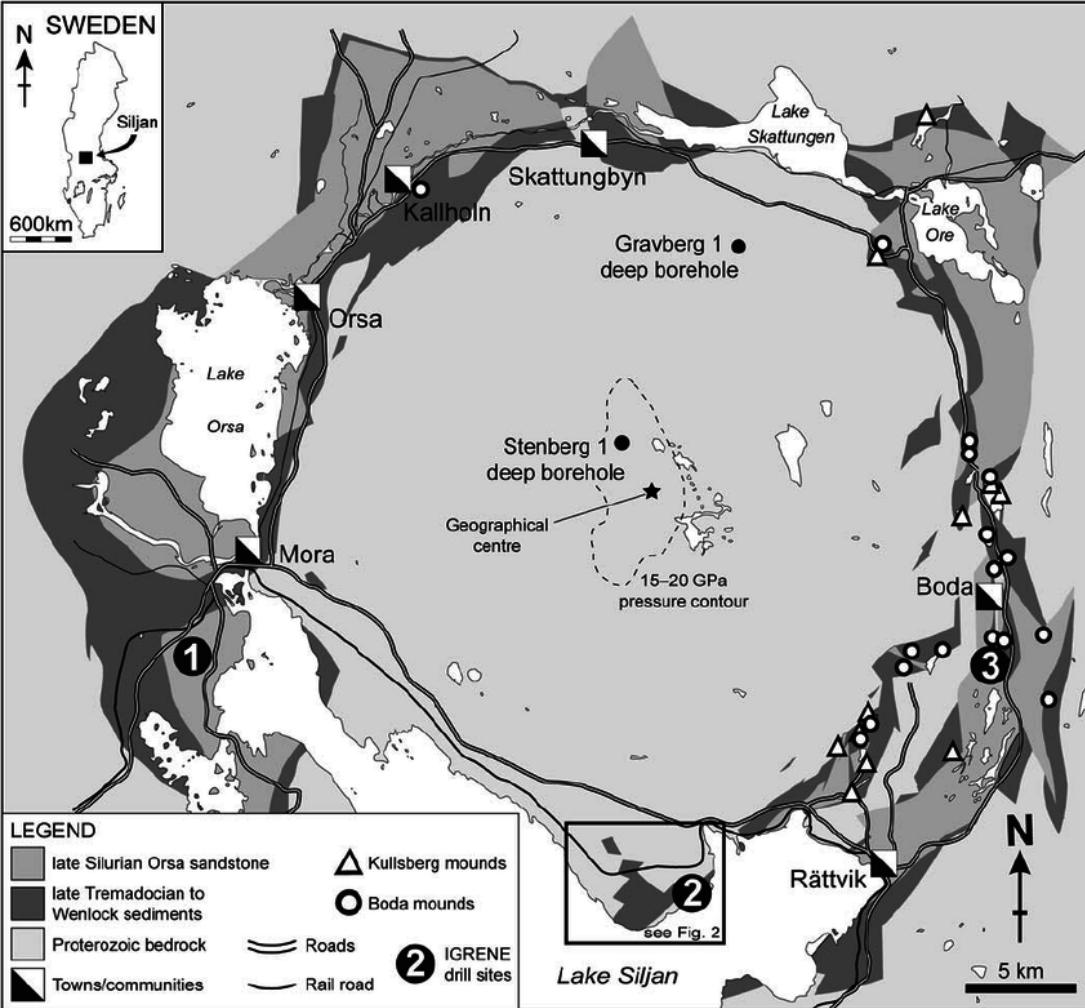 SWEDEN
N
Siljan
600km
Lake
Skattungen
Skattungbyn
Kallholn
Lake
Ore
Gravberg 1
deep borehole
Orsa
Lake
Orsa
Stenberg 1
deep borehole
Geographical
centre
15–20 GPa
pressure contour
Mora
Boda
1
3
LEGEND
late Silurian Orsa sandstone
late Tremadocian to
Wenlock sediments
Proterozoic bedrock
Towns/communities
Kullsberg mounds
Boda mounds
Roads
Rail road
2
IGRENE
drill sites
2
see Fig. 2
Rättvik
N
Lake Siljan
5 km